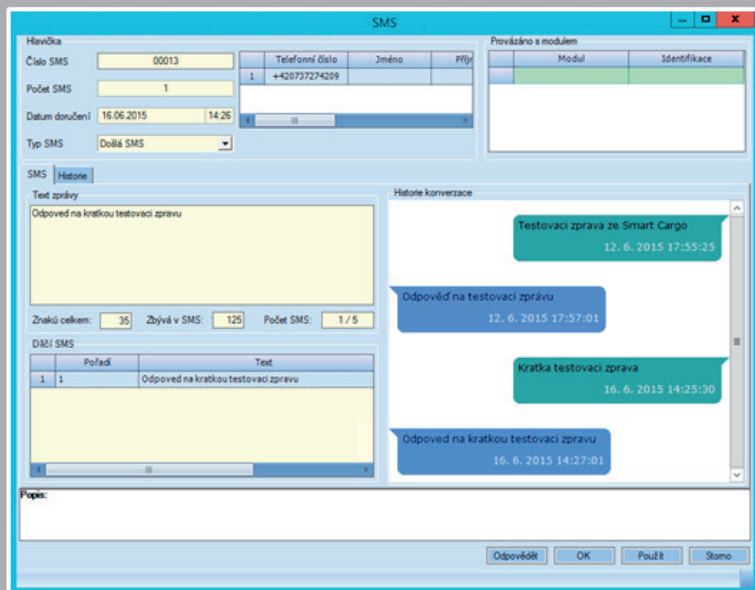 SMS
Hlavička
Číslo SMS 00013
Počet SMS 1
Datum doručení 16.06.2015 14:26
Typ SMS Došlá SMS
Telefonní číslo Jméno Příjr
1 +420737274209
Provázáno s modulem
Modul Identifikace
SMS Historie
Text zprávy
Odpoved na kratkou testovaci zpravu
Znaků celkem: 35 Zbývá v SMS: 125 Počet SMS: 1 / 5
Dílčí SMS
Pořadí Text
1 1 Odpoved na kratkou testovaci zpravu
Historie konverzace
Testovaci zprava ze Smart Cargo
12. 6. 2015 17:55:25
Odpověď na testovací zprávu
12. 6. 2015 17:57:01
Kratka testovaci zprava
16. 6. 2015 14:25:30
Odpoved na kratkou testovaci zpravu
16. 6. 2015 14:27:01
Popis:
Odpovědět OK Použít Storno